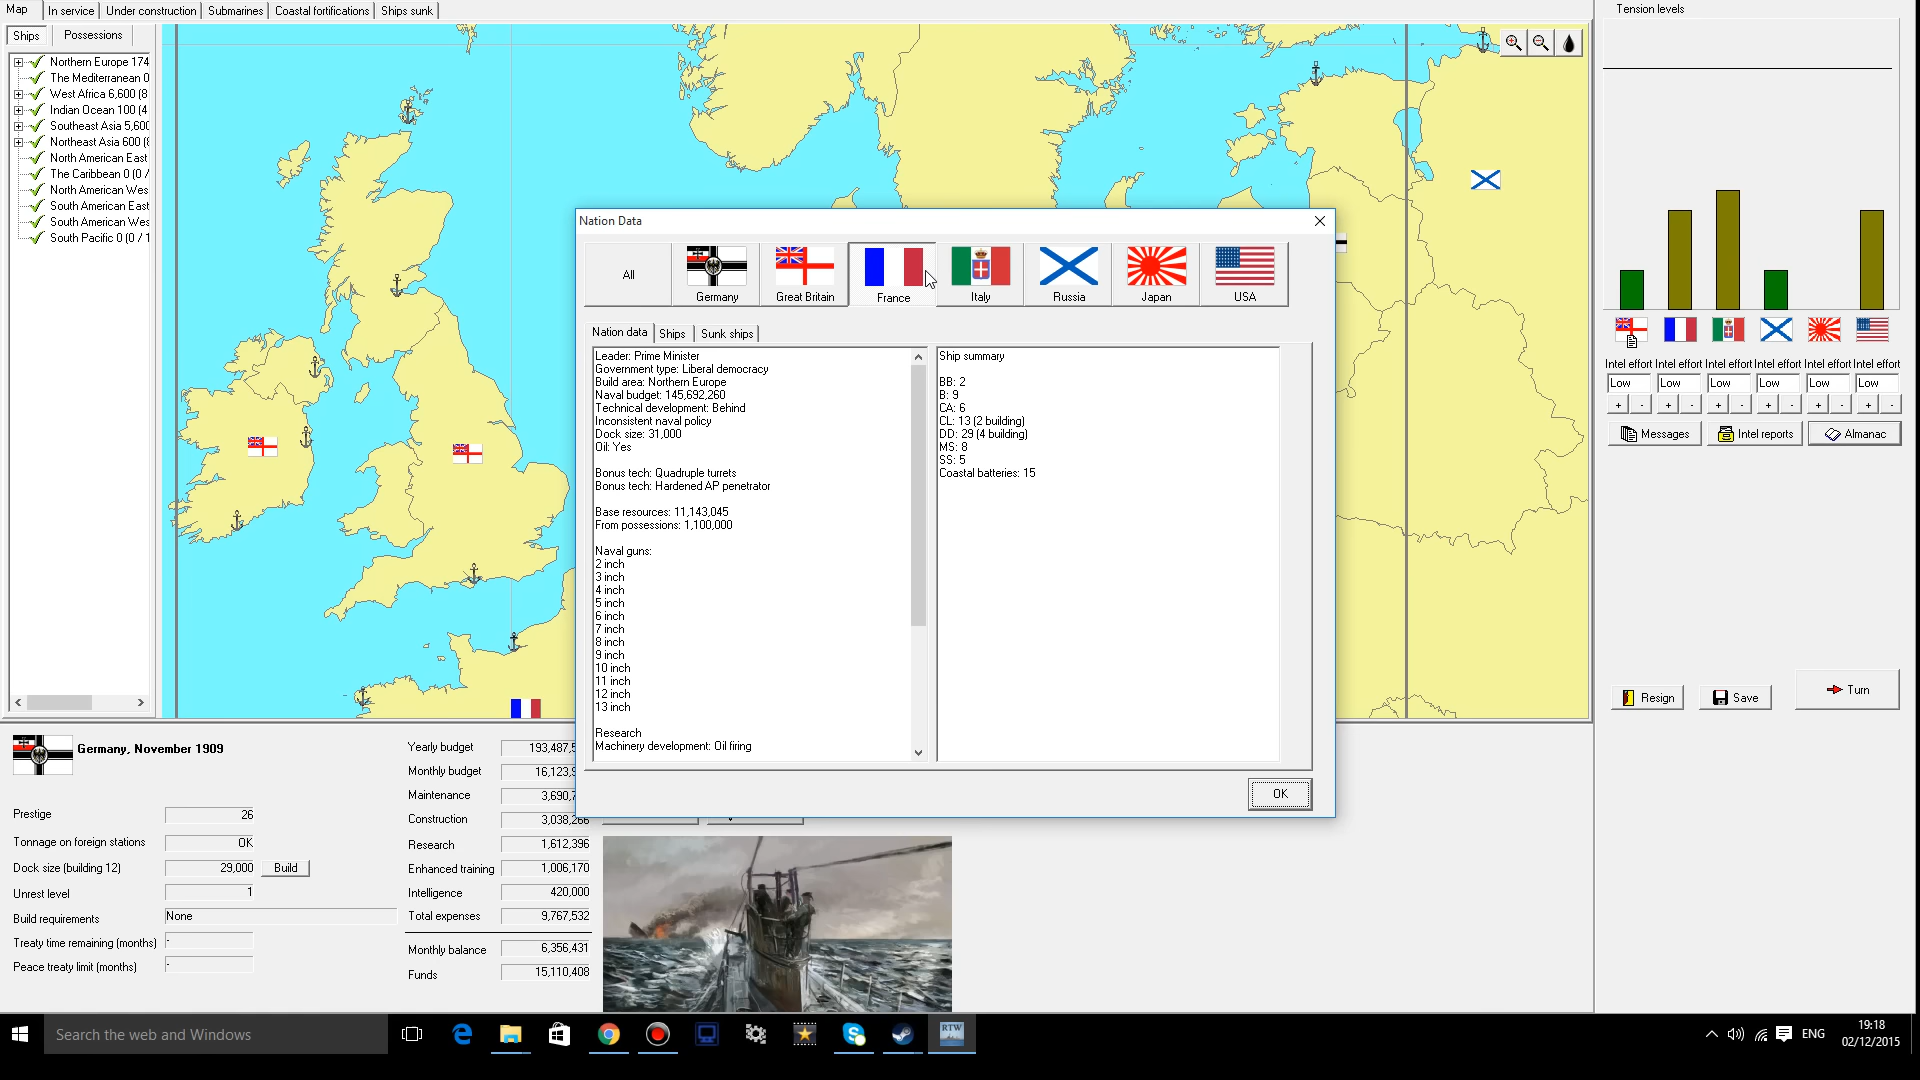 Map
In service
Under construction
Submarines
Coastal fortifications
Ships sunk
Tension levels
Ships
Possessions
Northern Europe 174
The Mediterranean 0
West Africa 6,600 (8
Indian Ocean 100 (4
Southeast Asia 5,600
Northeast Asia 600 (8
North American East
The Caribbean 0 (0 /
North American Wes
South American East
South American Wes
South Pacific 0 (0 / 1
Nation Data
All
Germany
Great Britain
France
Italy
Russia
Japan
USA
Nation data
Ships
Sunk ships
Leader: Prime Minister
Government type: Liberal democracy
Build area: Northern Europe
Naval budget: 145,692,260
Technical development: Behind
Inconsistent naval policy
Dock size: 31,000
Oil: Yes
Bonus tech: Quadruple turrets
Bonus tech: Hardened AP penetrator
Base resources: 11,143,045
From possessions: 1,100,000
Naval guns:
2 inch
3 inch
4 inch
5 inch
6 inch
7 inch
8 inch
9 inch
10 inch
11 inch
12 inch
13 inch
Research
Machinery development: Oil firing
Ship summary
BB: 2
B: 9
CA: 6
CL: 13 (2 building)
DD: 29 (4 building)
MS: 8
SS: 5
Coastal batteries: 15
OK
Intel effort Intel effort Intel effort Intel effort Intel effort Intel effort
Low Low Low Low Low Low
+ - + - + - + - + - + -
Messages
Intel reports
Almanac
Resign
Save
Turn
Germany, November 1909
Prestige 26
Tonnage on foreign stations OK
Dock size (building 12) 29,000 Build
Unrest level 1
Build requirements None
Treaty time remaining (months) -
Peace treaty limit (months) -
Yearly budget 193,487,5
Monthly budget 16,123,9
Maintenance 3,690,7
Construction 3,038,266
Research 1,612,396
Enhanced training 1,006,170
Intelligence 420,000
Total expenses 9,767,532
Monthly balance 6,356,431
Funds 15,110,408
Search the web and Windows
RTW
ENG
19:18
02/12/2015